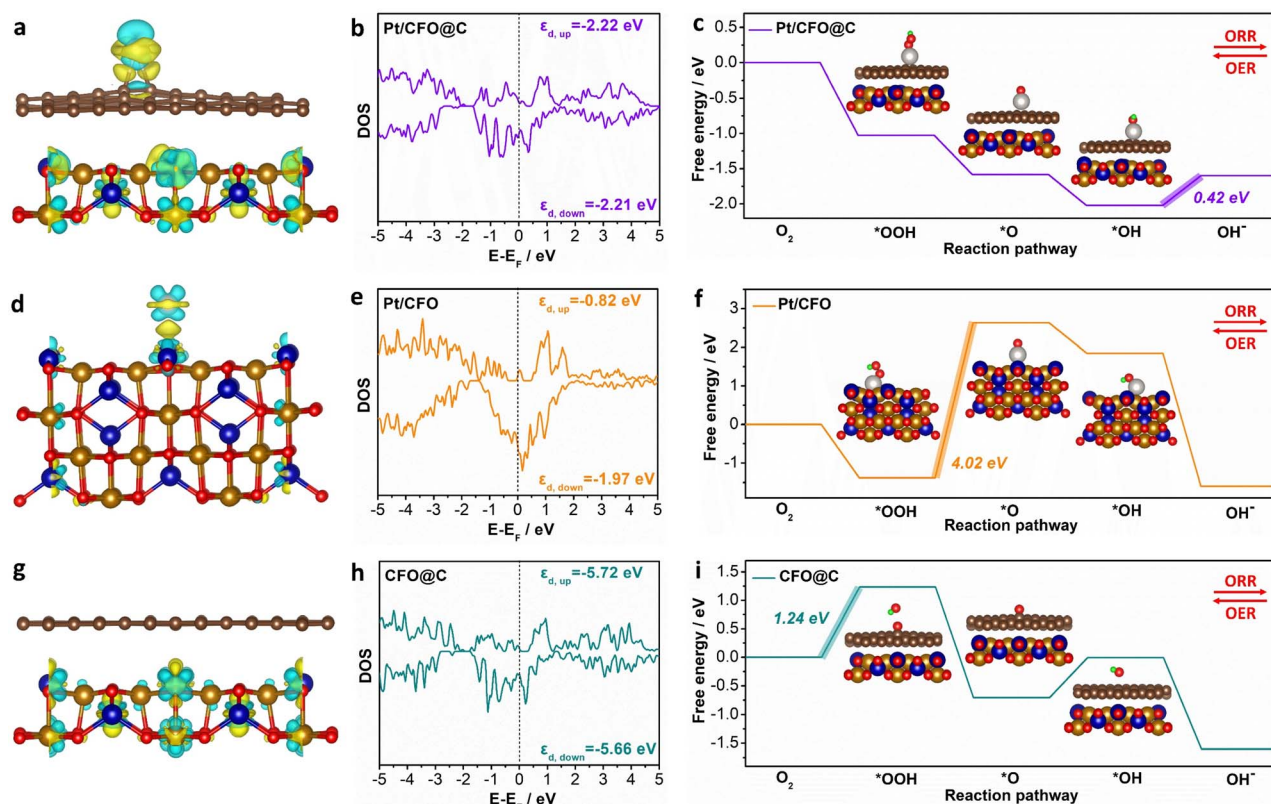 a
b
Pt/CFO@C
ε_d, up=-2.22 eV
DOS
ε_d, down=-2.21 eV
-5 -4 -3 -2 -1 0 1 2 3 4 5
E-E_F / eV
c
Pt/CFO@C
ORR
OER
Free energy / eV
0.0
-0.5
-1.0
-1.5
-2.0
0.42 eV
O₂ *OOH *O *OH OH⁻
Reaction pathway
d
e
Pt/CFO
ε_d, up=-0.82 eV
DOS
ε_d, down=-1.97 eV
-5 -4 -3 -2 -1 0 1 2 3 4 5
E-E_F / eV
f
Pt/CFO
ORR
OER
Free energy / eV
3
2
1
0
-1
4.02 eV
O₂ *OOH *O *OH OH⁻
Reaction pathway
g
h
CFO@C
ε_d, up=-5.72 eV
DOS
ε_d, down=-5.66 eV
-5 -4 -3 -2 -1 0 1 2 3 4 5
E-E_F / eV
i
CFO@C
ORR
OER
Free energy / eV
1.5
1.0
0.5
0.0
-0.5
-1.0
-1.5
1.24 eV
O₂ *OOH *O *OH OH⁻
Reaction pathway